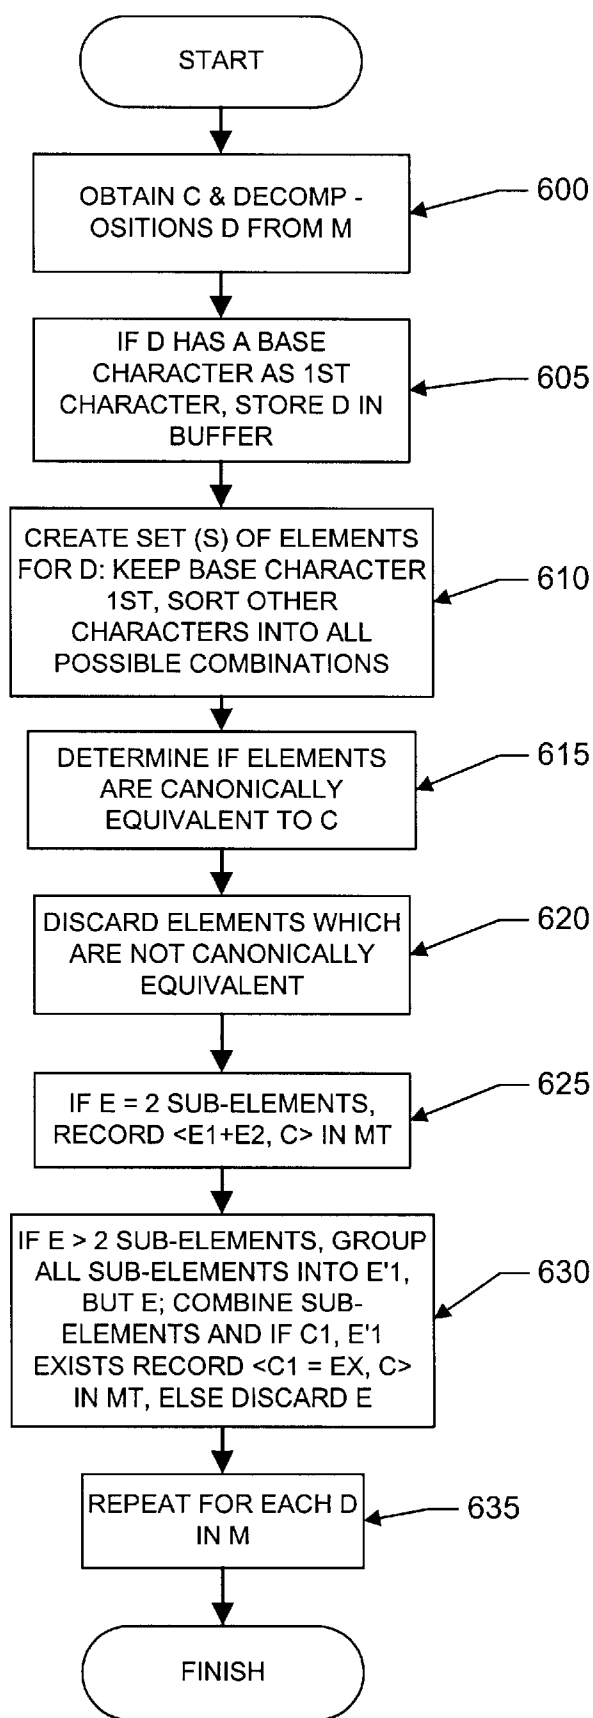 START
OBTAIN C & DECOMP -
OSITIONS D FROM M
600
IF D HAS A BASE
CHARACTER AS 1ST
CHARACTER, STORE D IN
BUFFER
605
CREATE SET (S) OF ELEMENTS
FOR D: KEEP BASE CHARACTER
1ST, SORT OTHER
CHARACTERS INTO ALL
POSSIBLE COMBINATIONS
610
DETERMINE IF ELEMENTS
ARE CANONICALLY
EQUIVALENT TO C
615
DISCARD ELEMENTS WHICH
ARE NOT CANONICALLY
EQUIVALENT
620
IF E = 2 SUB-ELEMENTS,
RECORD <E1+E2, C> IN MT
625
IF E > 2 SUB-ELEMENTS, GROUP
ALL SUB-ELEMENTS INTO E'1,
BUT E; COMBINE SUB-
ELEMENTS AND IF C1, E'1
EXISTS RECORD <C1 = EX, C>
IN MT, ELSE DISCARD E
630
REPEAT FOR EACH D
IN M
635
FINISH